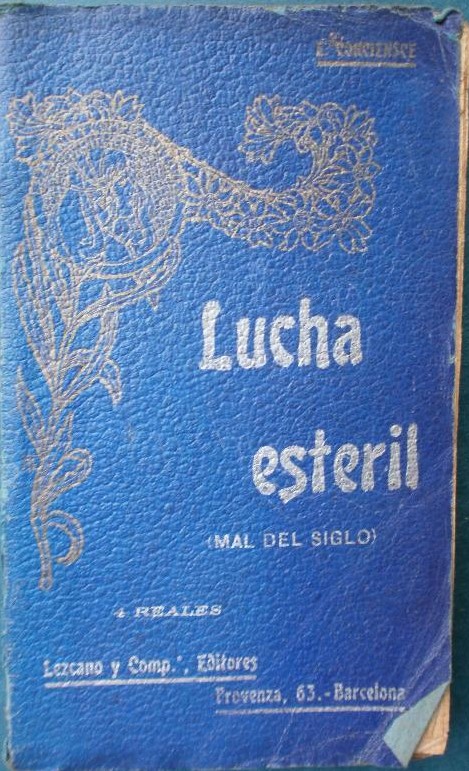 E. CONCIENSCE
Lucha
esteril
(MAL DEL SIGLO)
4 REALES
Lezcano y Comp.ª, Editores
Provenza, 63.-Barcelona